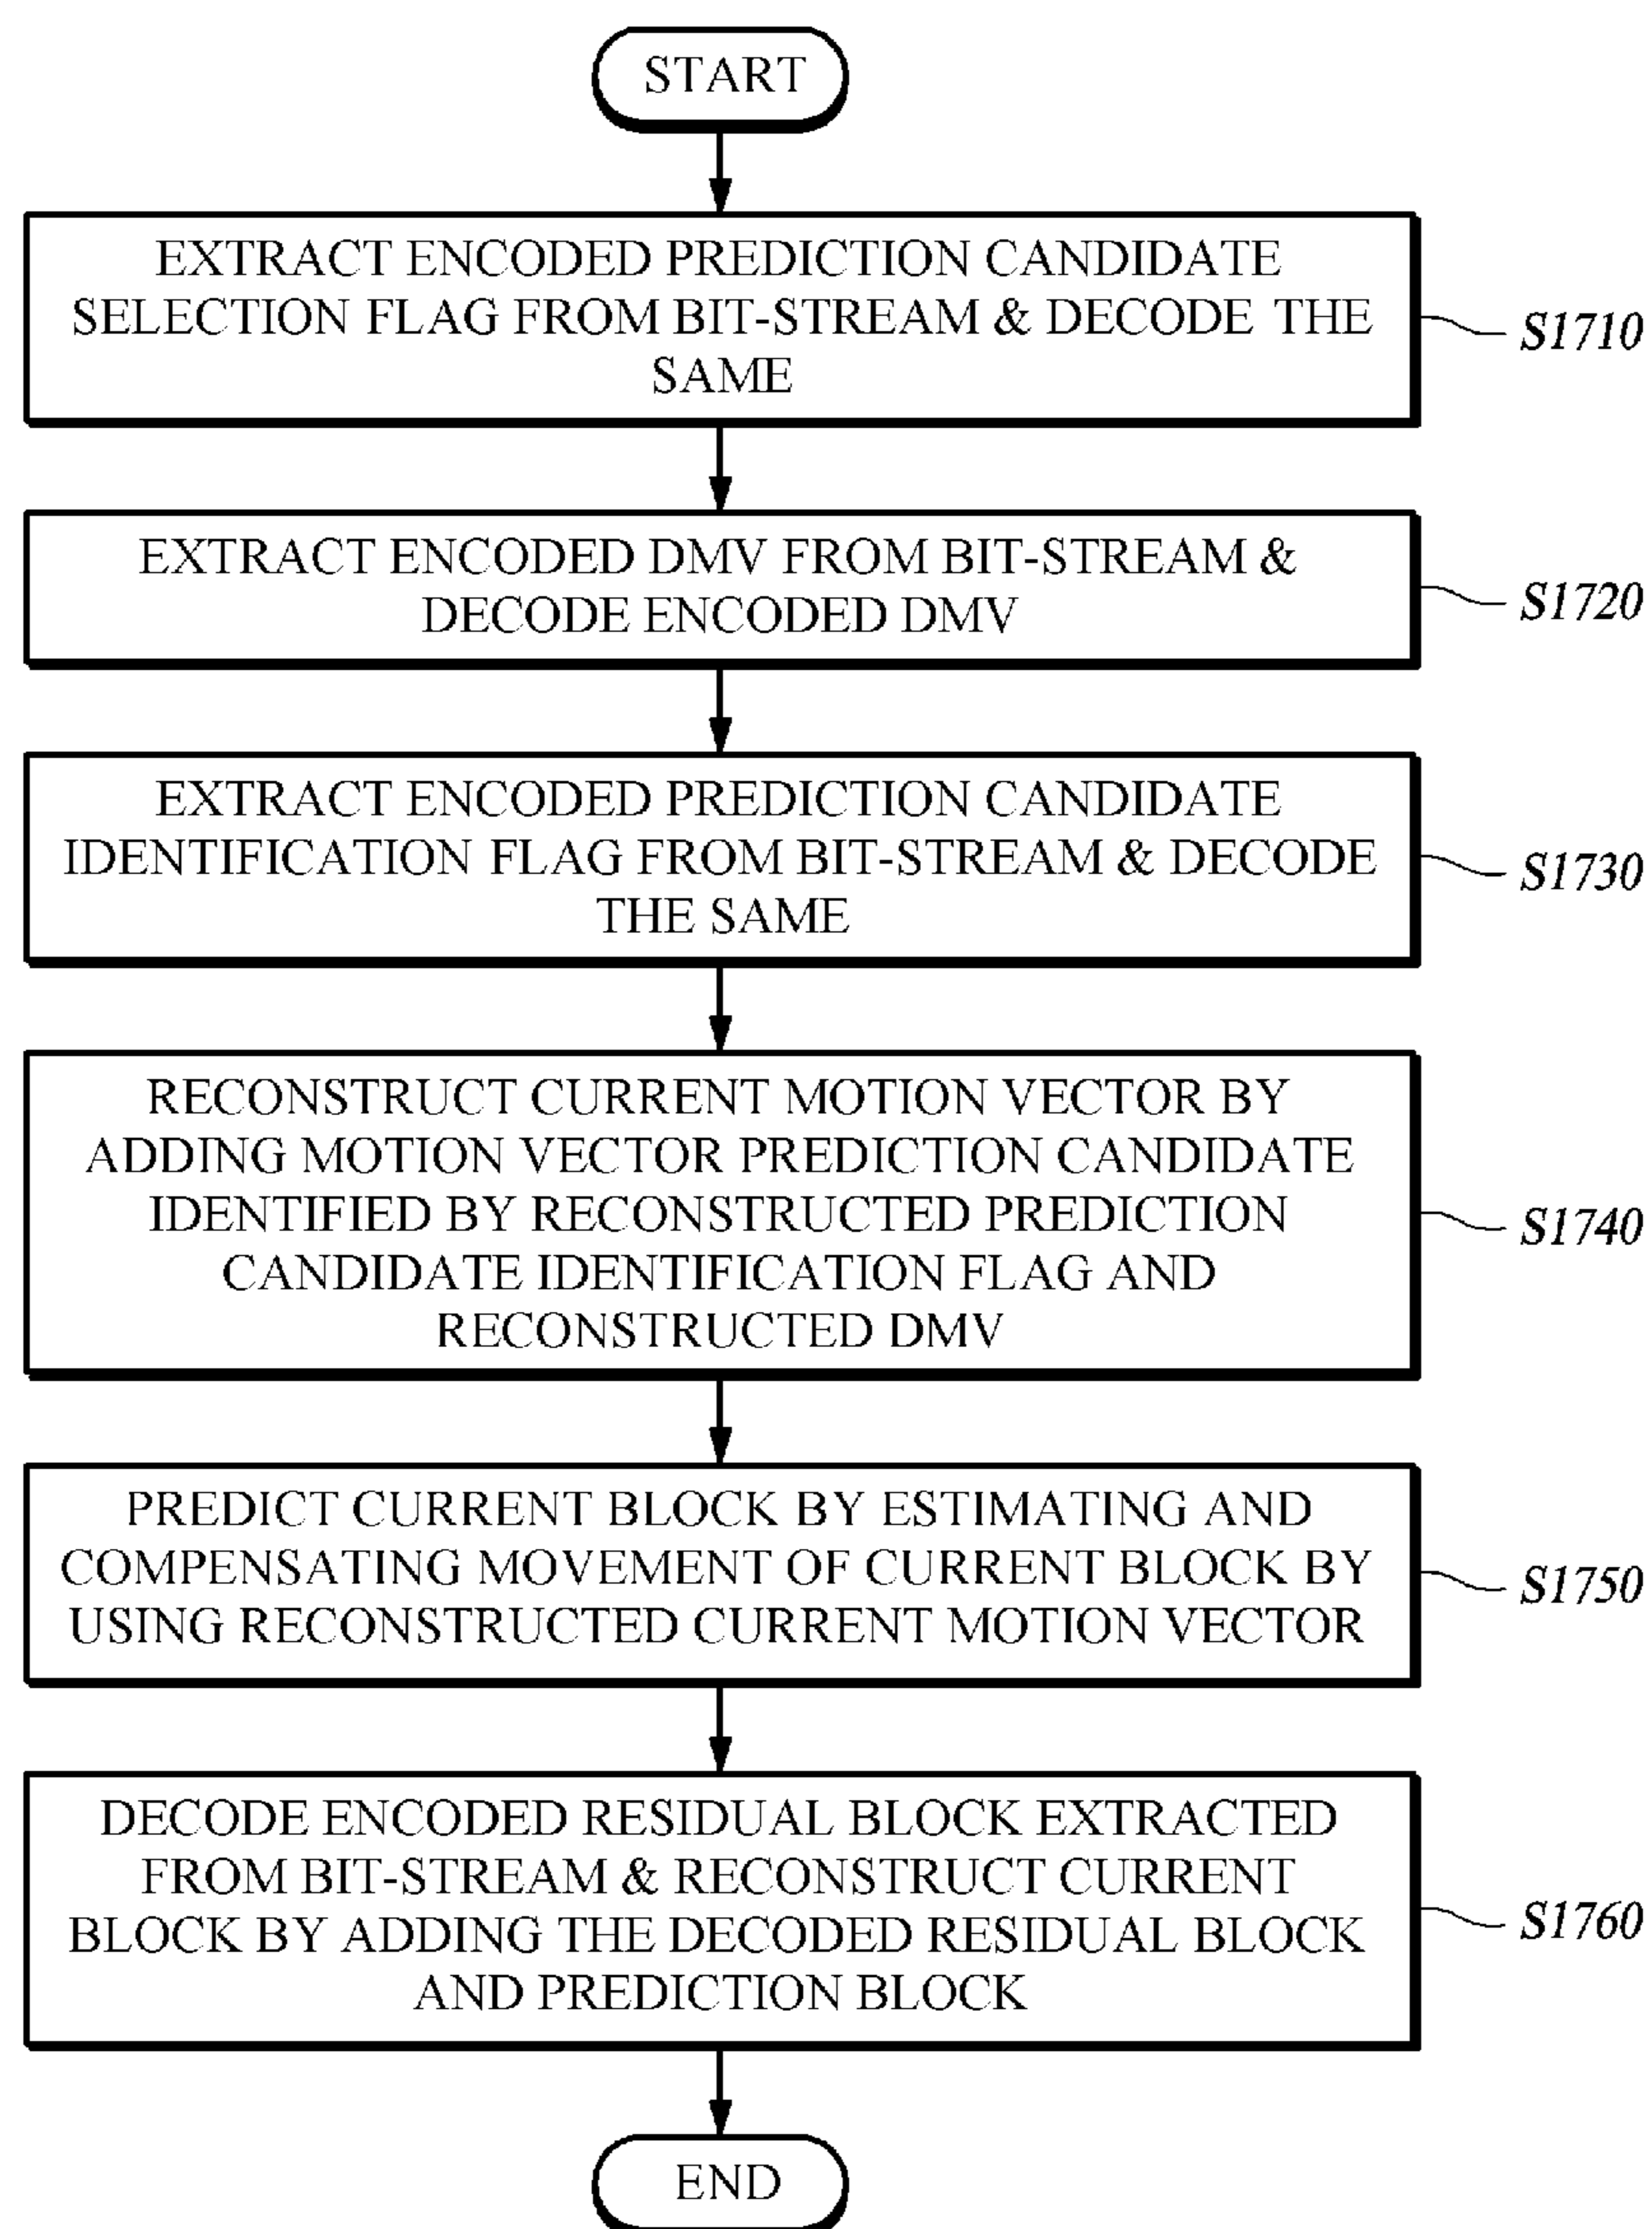 START
EXTRACT ENCODED PREDICTION CANDIDATE
SELECTION FLAG FROM BIT-STREAM & DECODE THE
SAME
S1710
EXTRACT ENCODED DMV FROM BIT-STREAM &
DECODE ENCODED DMV
S1720
EXTRACT ENCODED PREDICTION CANDIDATE
IDENTIFICATION FLAG FROM BIT-STREAM & DECODE
THE SAME
S1730
RECONSTRUCT CURRENT MOTION VECTOR BY
ADDING MOTION VECTOR PREDICTION CANDIDATE
IDENTIFIED BY RECONSTRUCTED PREDICTION
CANDIDATE IDENTIFICATION FLAG AND
RECONSTRUCTED DMV
S1740
PREDICT CURRENT BLOCK BY ESTIMATING AND
COMPENSATING MOVEMENT OF CURRENT BLOCK BY
USING RECONSTRUCTED CURRENT MOTION VECTOR
S1750
DECODE ENCODED RESIDUAL BLOCK EXTRACTED
FROM BIT-STREAM & RECONSTRUCT CURRENT
BLOCK BY ADDING THE DECODED RESIDUAL BLOCK
AND PREDICTION BLOCK
S1760
END